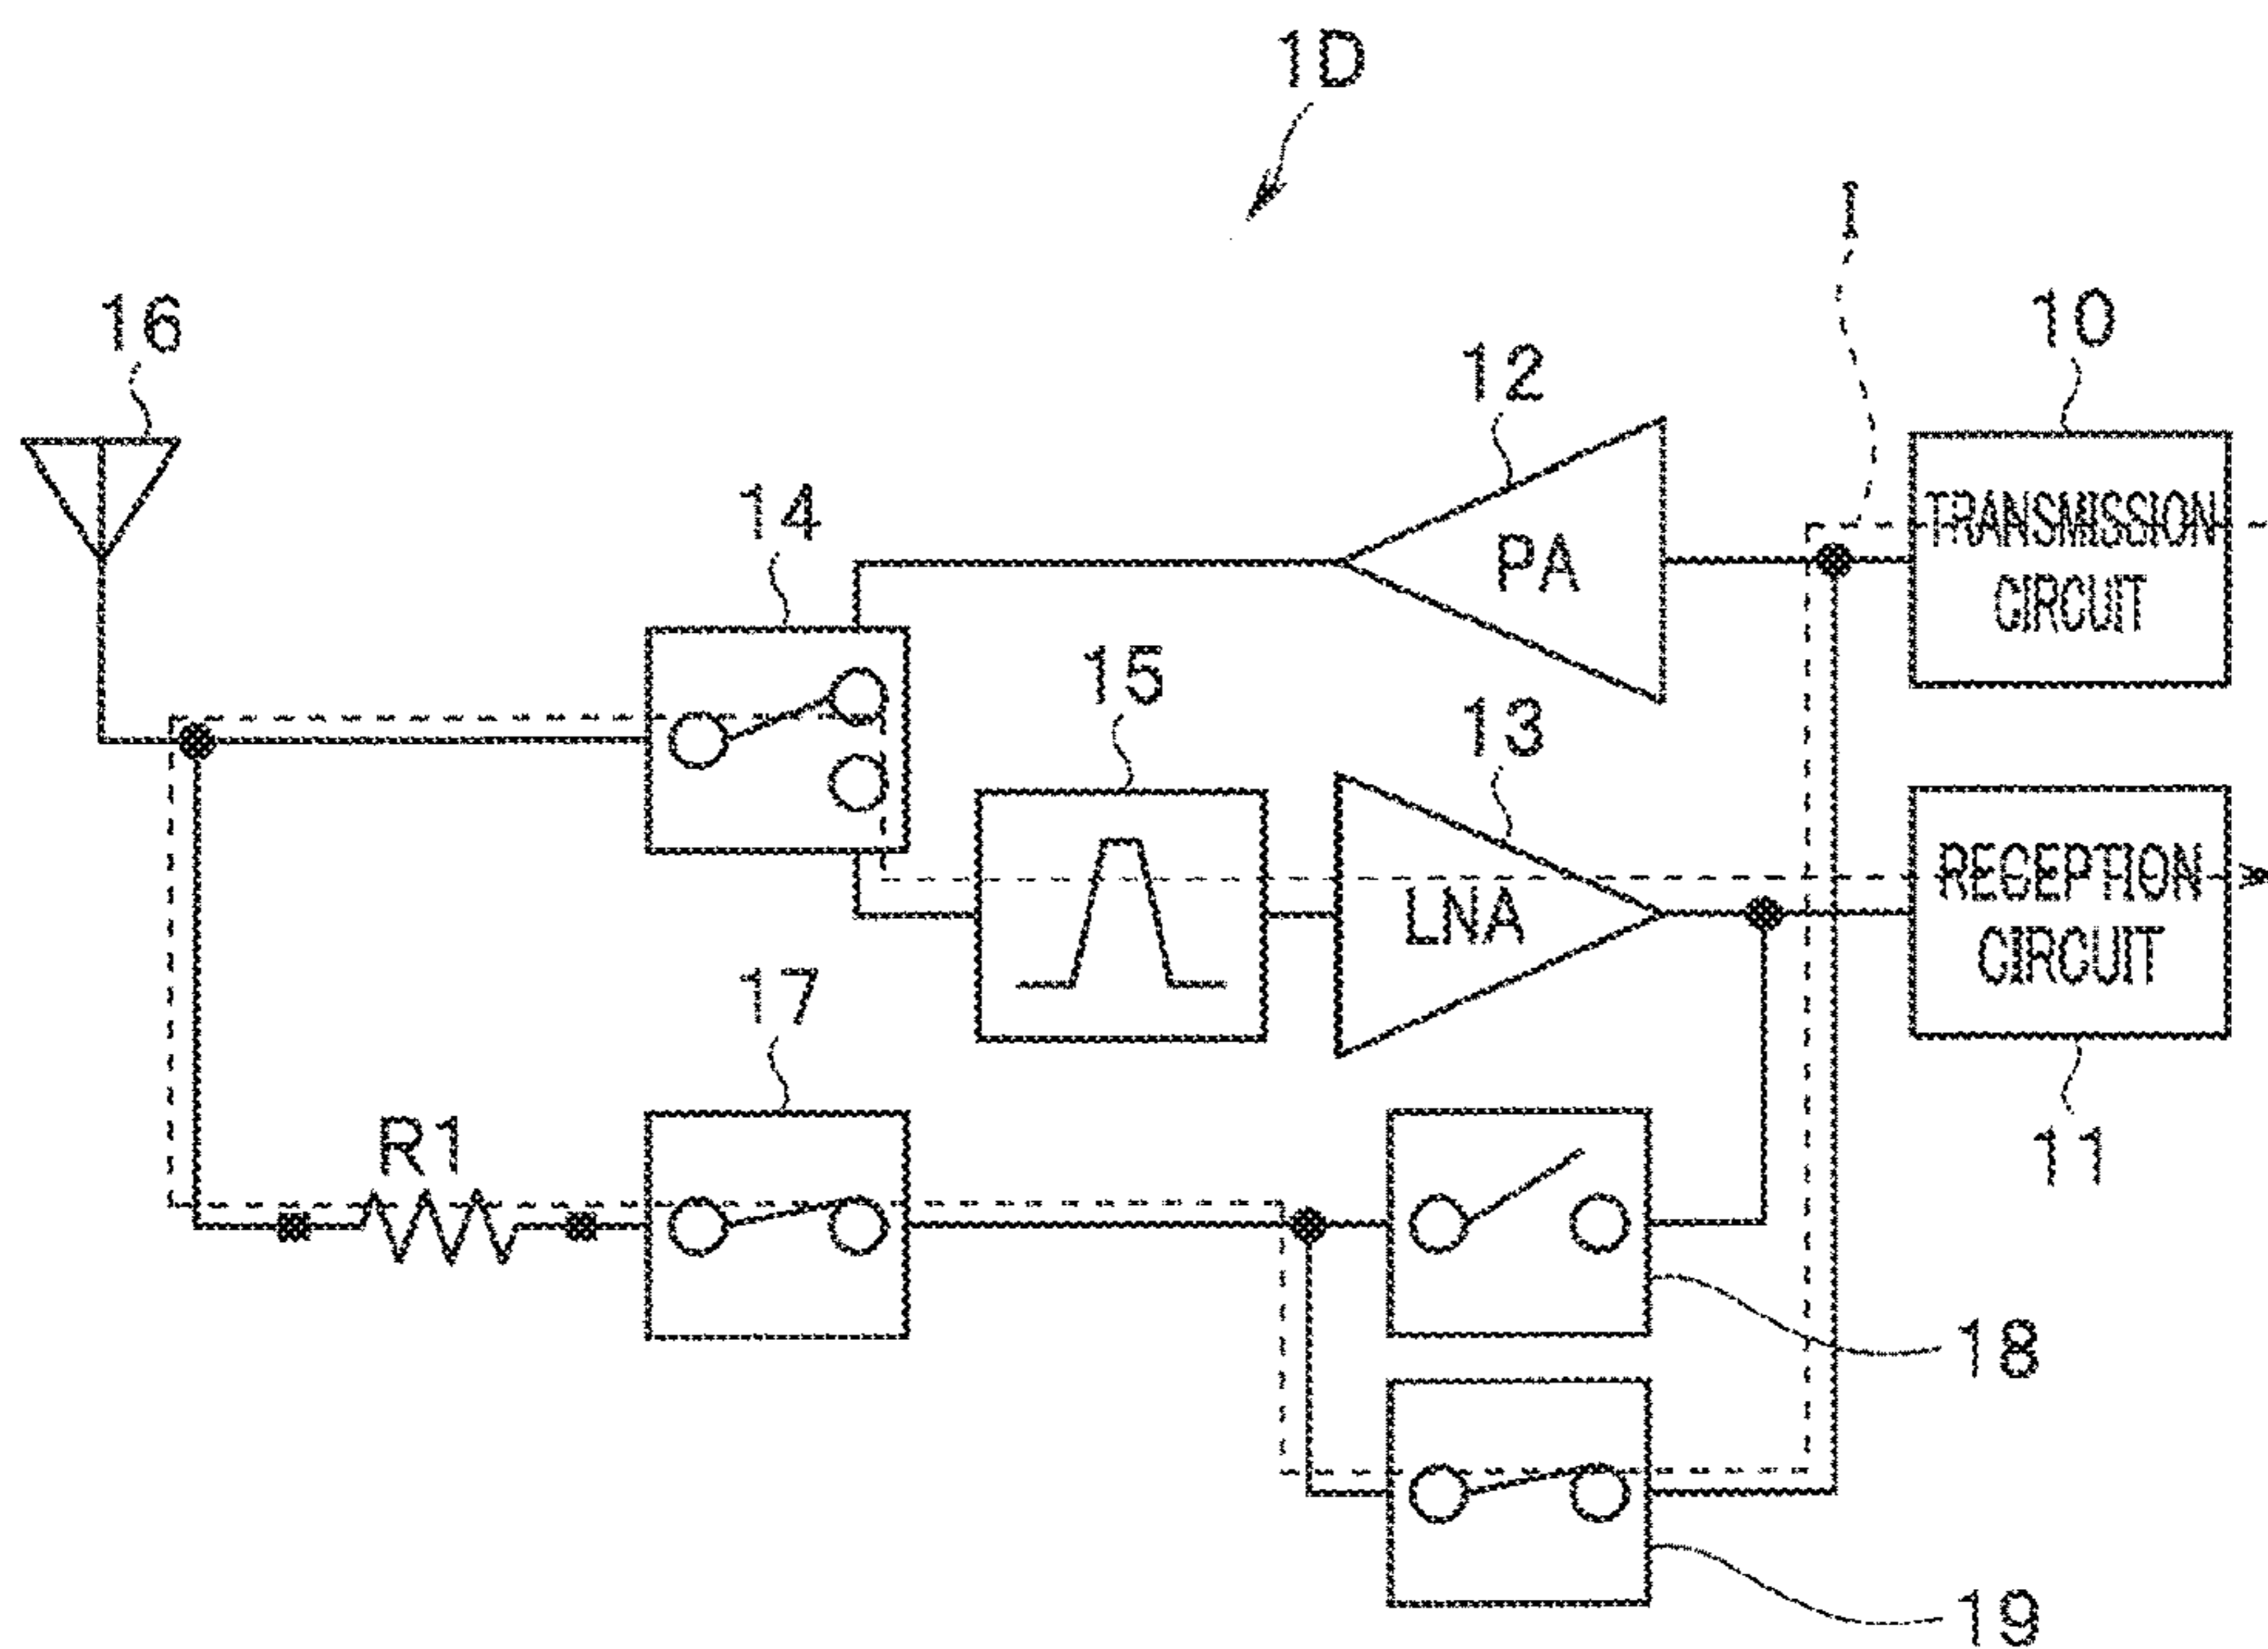 1D
I
16
10
12
14
TRANSMISSION
CIRCUIT
PA
15
13
RECEPTION
CIRCUIT
LNA
17
R1
11
18
19